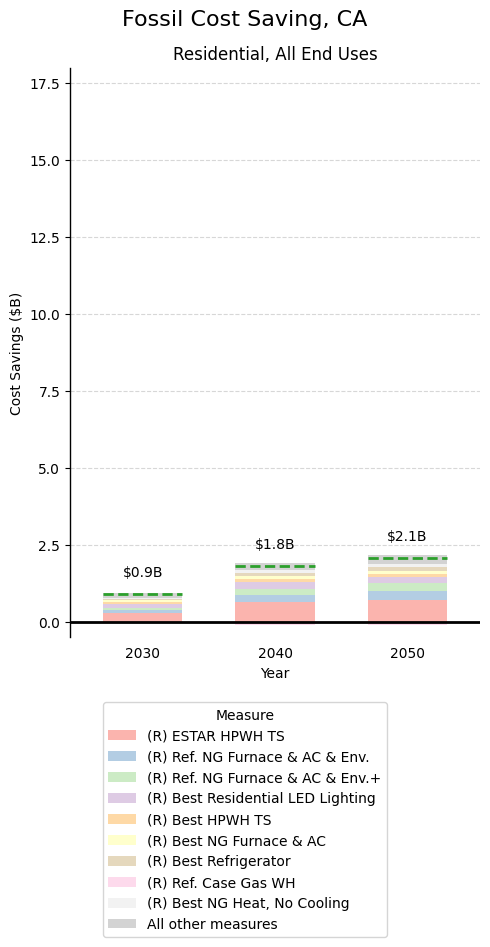 Fossil Cost Saving, CA
Residential, All End Uses
17.5
15.0
12.5
10.0
7.5
5.0
2.5
0.0
Cost Savings ($B)
$0.9B
$1.8B
$2.1B
2030
2040
2050
Year
Measure
(R) ESTAR HPWH TS
(R) Ref. NG Furnace & AC & Env.
(R) Ref. NG Furnace & AC & Env.+
(R) Best Residential LED Lighting
(R) Best HPWH TS
(R) Best NG Furnace & AC
(R) Best Refrigerator
(R) Ref. Case Gas WH
(R) Best NG Heat, No Cooling
All other measures